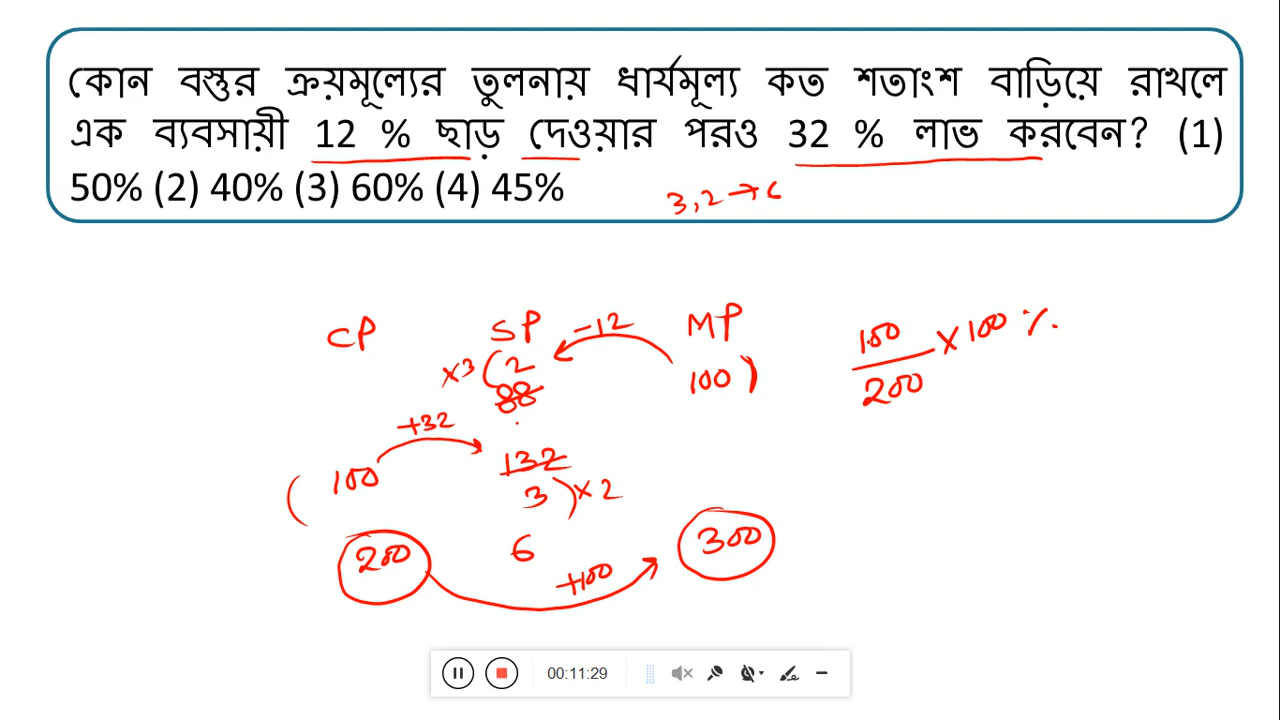 কোন বস্তুর ক্রয়মূল্যের তুলনায় ধার্যমূল্য কত শতাংশ বাড়িয়ে রাখলে
এক ব্যবসায়ী 12 % ছাড় দেওয়ার পরও 32 % লাভ করবেন? (1)
50% (2) 40% (3) 60% (4) 45%
3,2→6
CP SP −12 MP
×3 (2 100)
88
+32
(100 132
3)×2
200 6 300
+100
100
200 ×100%
00:11:29